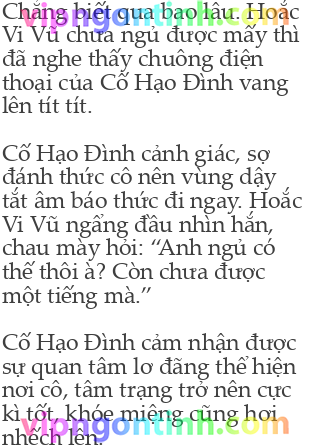 Chẳng biết qua bao lâu. Hoắc
vipngontinh.com
Vi Vũ chưa ngủ được mấy thì
đã nghe thấy chuông điện
thoại của Cố Hạo Đình vang
lên tít tít.
Cố Hạo Đình cảnh giác, sợ
đánh thức cô nên vùng dậy
tắt âm báo thức đi ngay. Hoắc
Vi Vũ ngẩng đầu nhìn hắn,
chau mày hỏi: “Anh ngủ có
thế thôi à? Còn chưa được
một tiếng mà.”
Cố Hạo Đình cảm nhận được
sự quan tâm lơ đãng thể hiện
nơi cô, tâm trạng trở nên cực
kì tốt, khóe miệng cũng hơi
vipngontinh.com
nhếch lên.